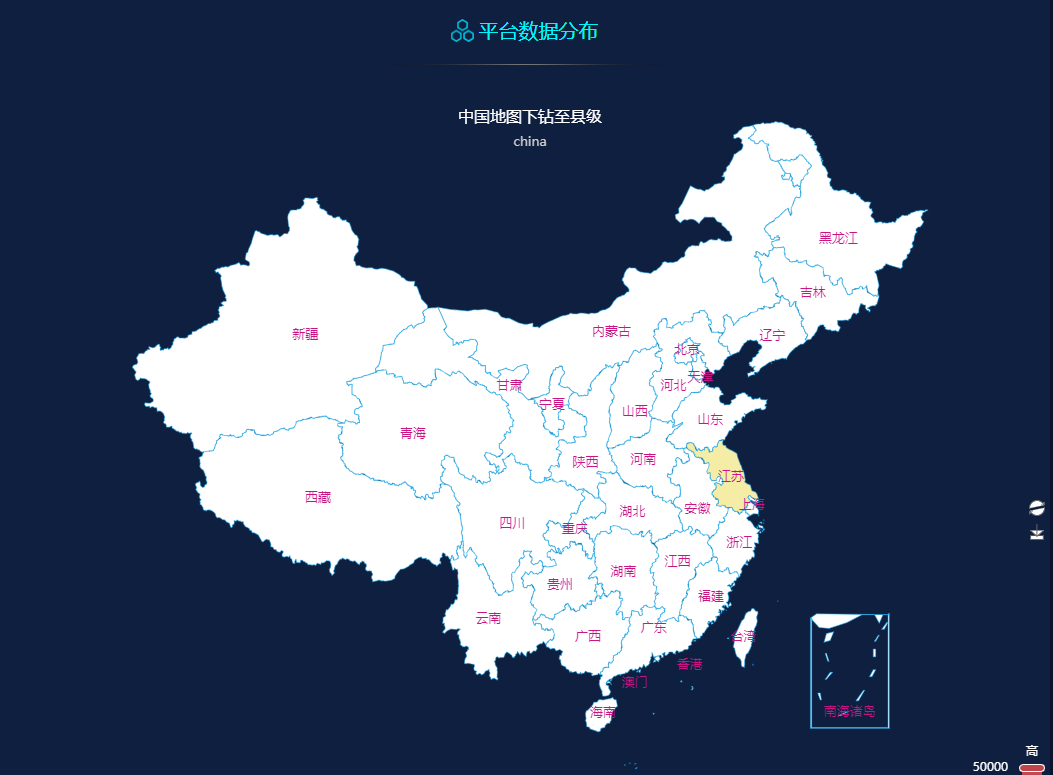 平台数据分布
中国地图下钻至县级
china
黑龙江
吉林
新疆
内蒙古
辽宁
北京
天津
甘肃
河北
宁夏
山西
山东
青海
陕西
河南
江苏
西藏
上海
安徽
湖北
四川
重庆
浙江
江西
湖南
贵州
福建
云南
广东
广西
台湾
香港
澳门
海南
南海诸岛
高
50000